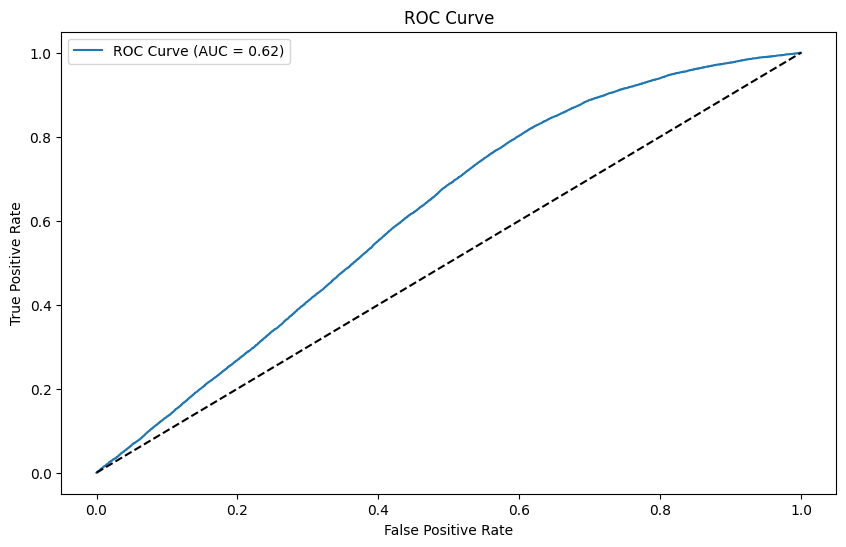 ROC Curve
ROC Curve (AUC = 0.62)
True Positive Rate
1.0
0.8
0.6
0.4
0.2
0.0
0.0 0.2 0.4 0.6 0.8 1.0
False Positive Rate